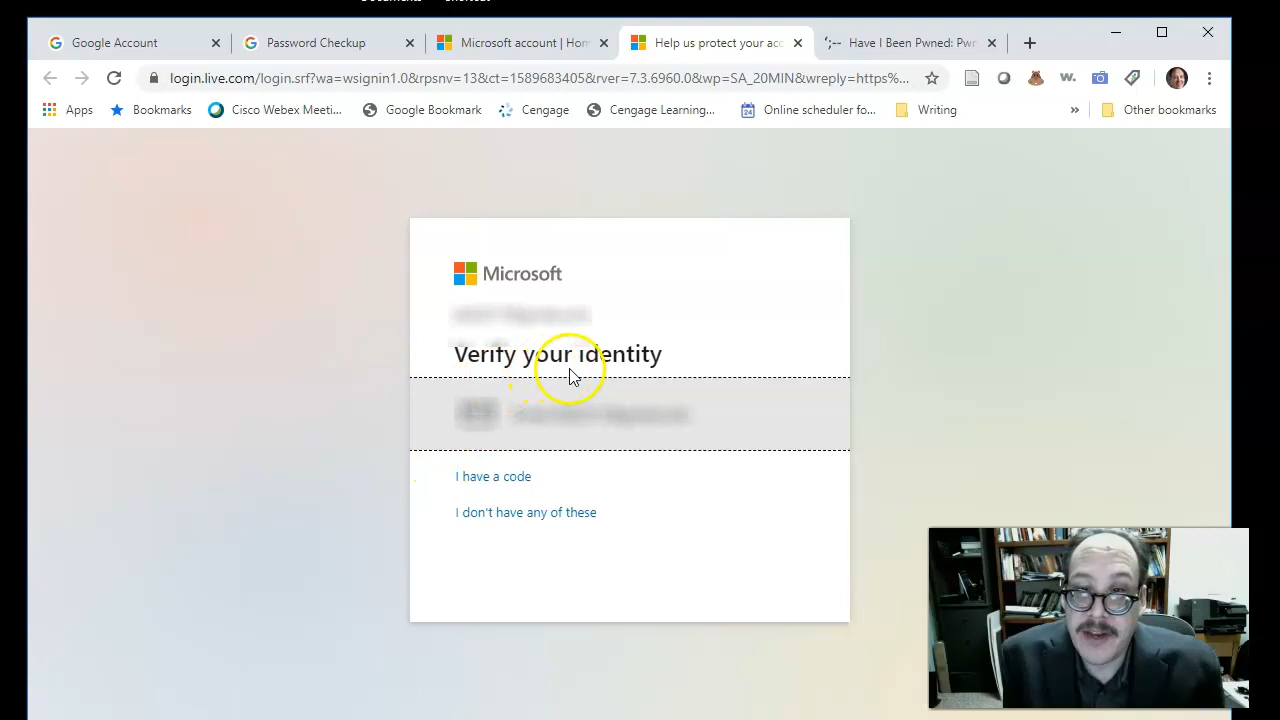 Google Account
Password Checkup
Microsoft account | Hom
Help us protect your acc
Have I Been Pwned: Pwn
login.live.com/login.srf?wa=wsignin1.0&rpsnv=13&ct=1589683405&rver=7.3.6960.0&wp=SA_20MIN&wreply=https%...
Apps
Bookmarks
Cisco Webex Meeti...
Google Bookmark
Cengage
Cengage Learning...
Online scheduler fo...
Writing
Other bookmarks
Microsoft
Verify your identity
I have a code
I don't have any of these